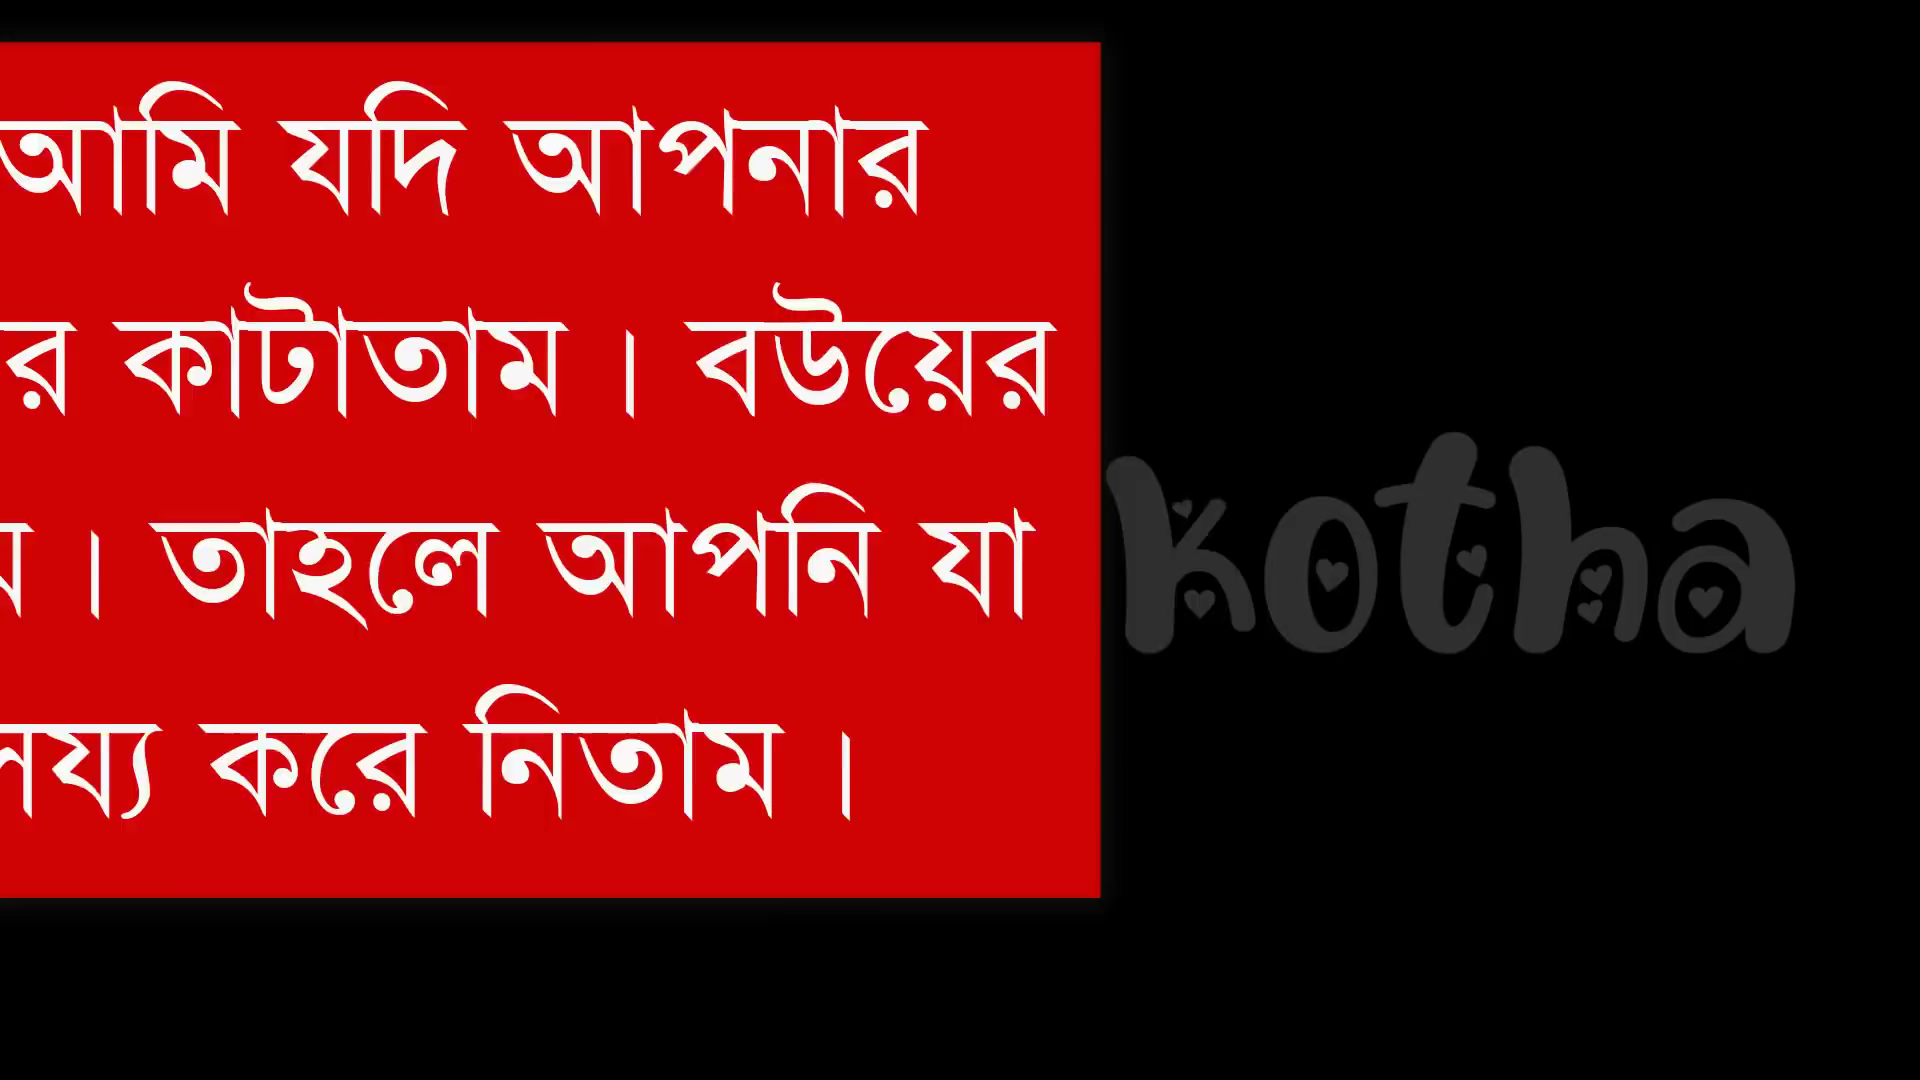 আমি যদি আপনার
র কাটাতাম। বউয়ের
ম। তাহলে আপনি যা
নয্য করে নিতাম।
kotha